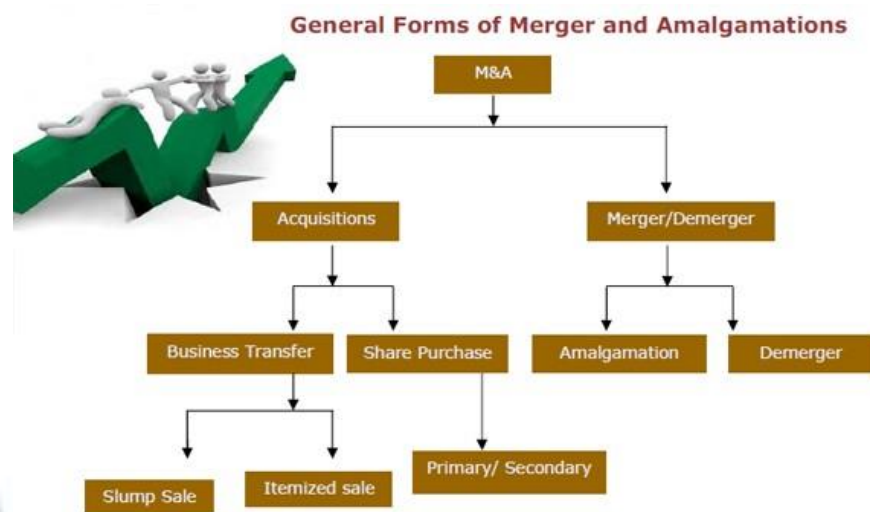 General Forms of Merger and Amalgamations
M&A
Acquisitions
Merger/Demerger
Business Transfer
Share Purchase
Amalgamation
Demerger
Slump Sale
Itemized sale
Primary/ Secondary